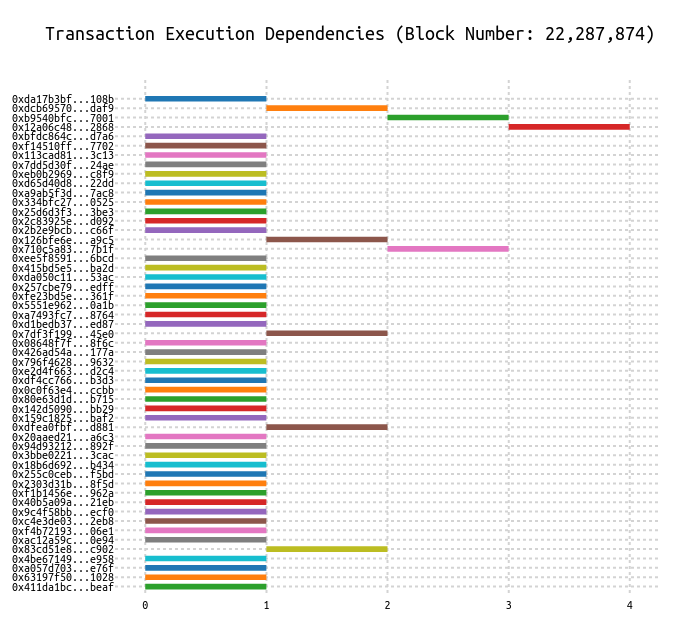 Transaction Execution Dependencies (Block Number: 22,287,874)
0xda17b3bf...108b
0xdcb69570...daf9
0xb9540bfc...7001
0x12a06c48...2868
0xbfdc864c...d7a6
0xf14510ff...7702
0x113cad81...3c13
0x7dd5d30f...24ae
0xeb0b2969...c8f9
0xd65d40d8...22dd
0xa9ab5f3d...7ac8
0x334bfc27...0525
0x25d6d3f3...3be3
0x2c83925e...d092
0x2b2e9bcb...c66f
0x126bfe6e...a9c5
0x710c5a83...7b1f
0xee5f8591...6bcd
0x415bd5e5...ba2d
0xda050c11...53ac
0x257cbe79...edff
0xfe23bd5e...361f
0x5551e962...0a1b
0xa7493fc7...8764
0xd1bedb37...ed87
0x7df3f199...45e0
0x08648f7f...8f6c
0x426ad54a...177a
0x796f4628...9632
0xe2d4f663...d2c4
0xdf4cc766...b3d3
0x0c0f63e4...ccbb
0x80e63d1d...b715
0x142d5090...bb29
0x159c1825...baf2
0xdfea0fbf...d881
0x20aaed21...a6c3
0x94d93212...892f
0x3bbe0221...3cac
0x18b6d692...b434
0x255c0ceb...f5bd
0x2303d31b...8f5d
0xf1b1456e...962a
0x40b5a09a...21eb
0x9c4f58bb...ecf0
0xc4e3de03...2eb8
0xf4b72193...06e1
0xac12a59c...0e94
0x83cd51e8...c902
0x4be67149...e958
0xa057d703...e76f
0x63197f50...1028
0x411da1bc...beaf
0 1 2 3 4